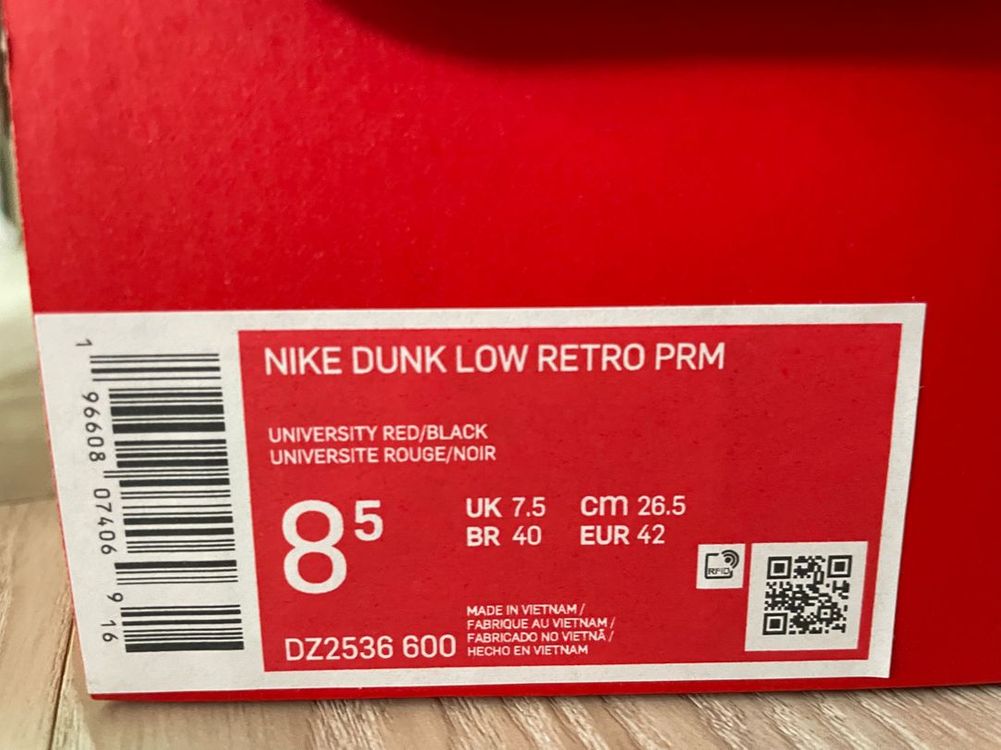 1 96608 07406 9 16
NIKE DUNK LOW RETRO PRM
UNIVERSITY RED/BLACK
UNIVERSITE ROUGE/NOIR
8⁵
UK 7.5 cm 26.5
BR 40 EUR 42
RFID
MADE IN VIETNAM /
FABRIQUE AU VIETNAM /
FABRICADO NO VIETNÃ /
HECHO EN VIETNAM
DZ2536 600